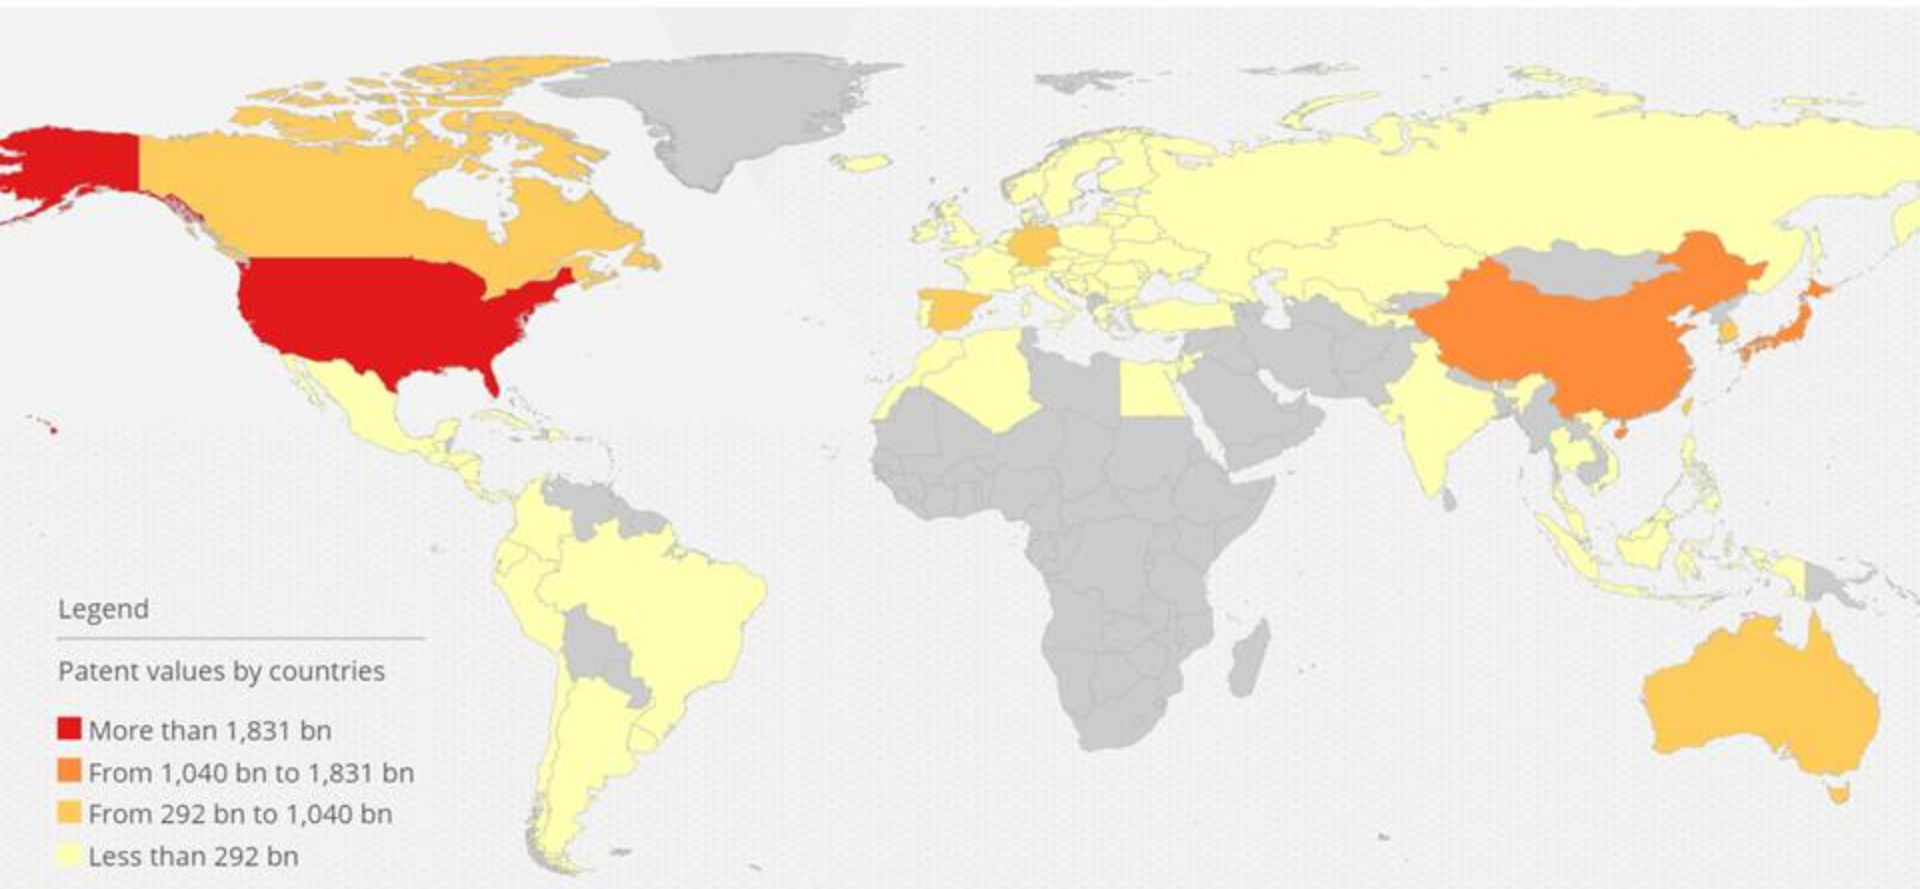 Legend
Patent values by countries
More than 1,831 bn
From 1,040 bn to 1,831 bn
From 292 bn to 1,040 bn
Less than 292 bn